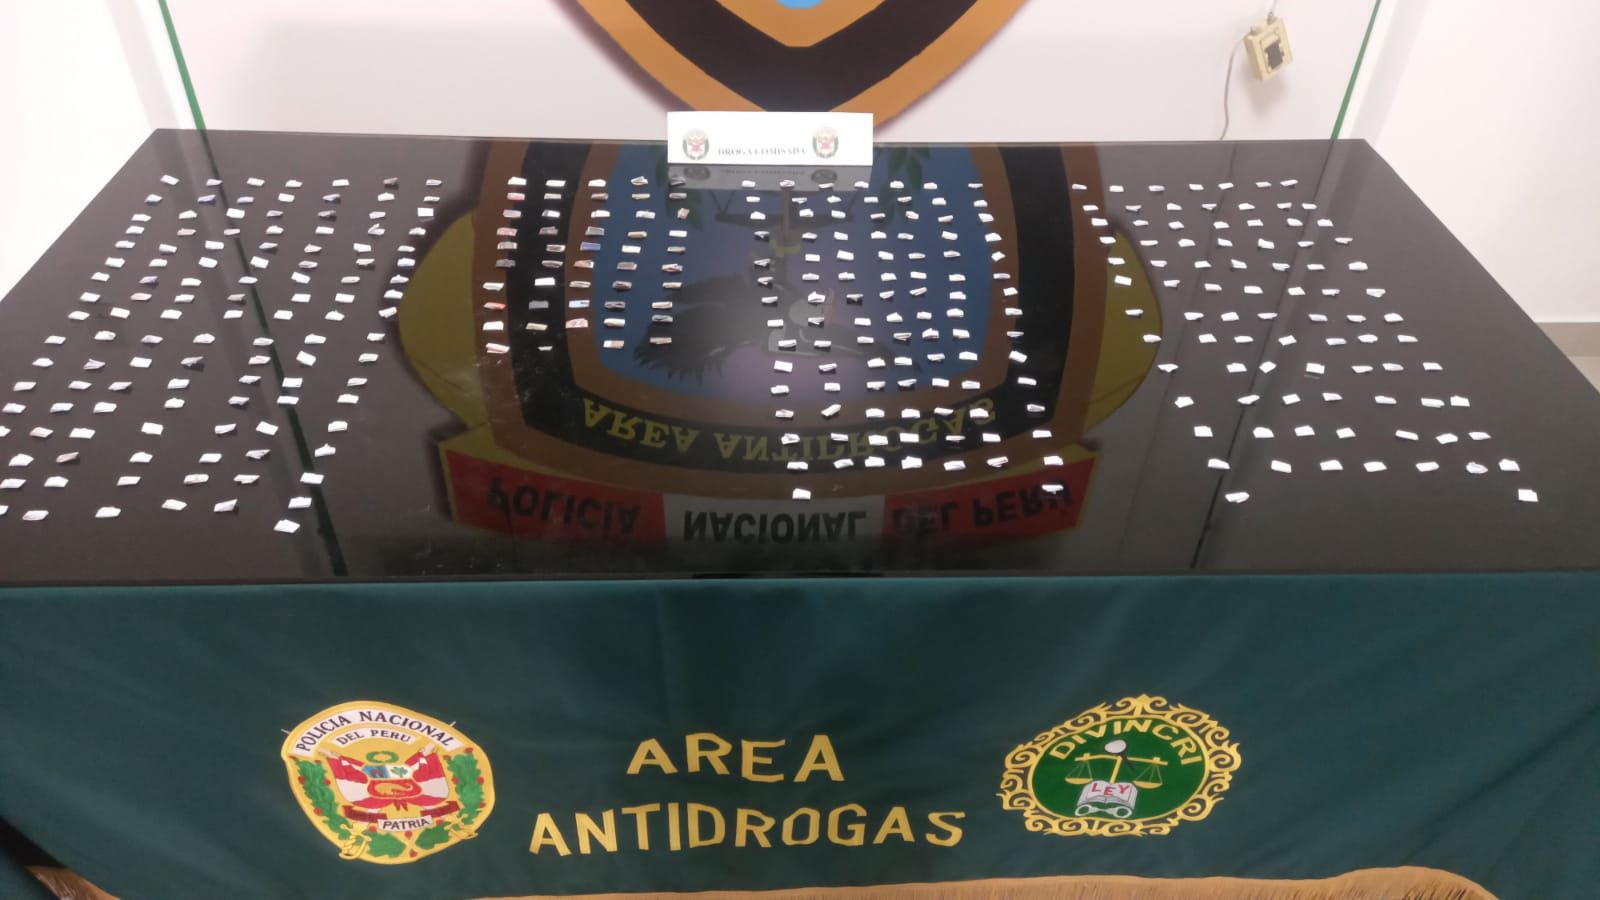 DROGA COMISADA
AREA ANTIDROGAS
POLICIA NACIONAL DEL PERU
POLICIA NACIONAL
DEL PERU
PATRIA
AREA
ANTIDROGAS
DIVINCRI
LEY